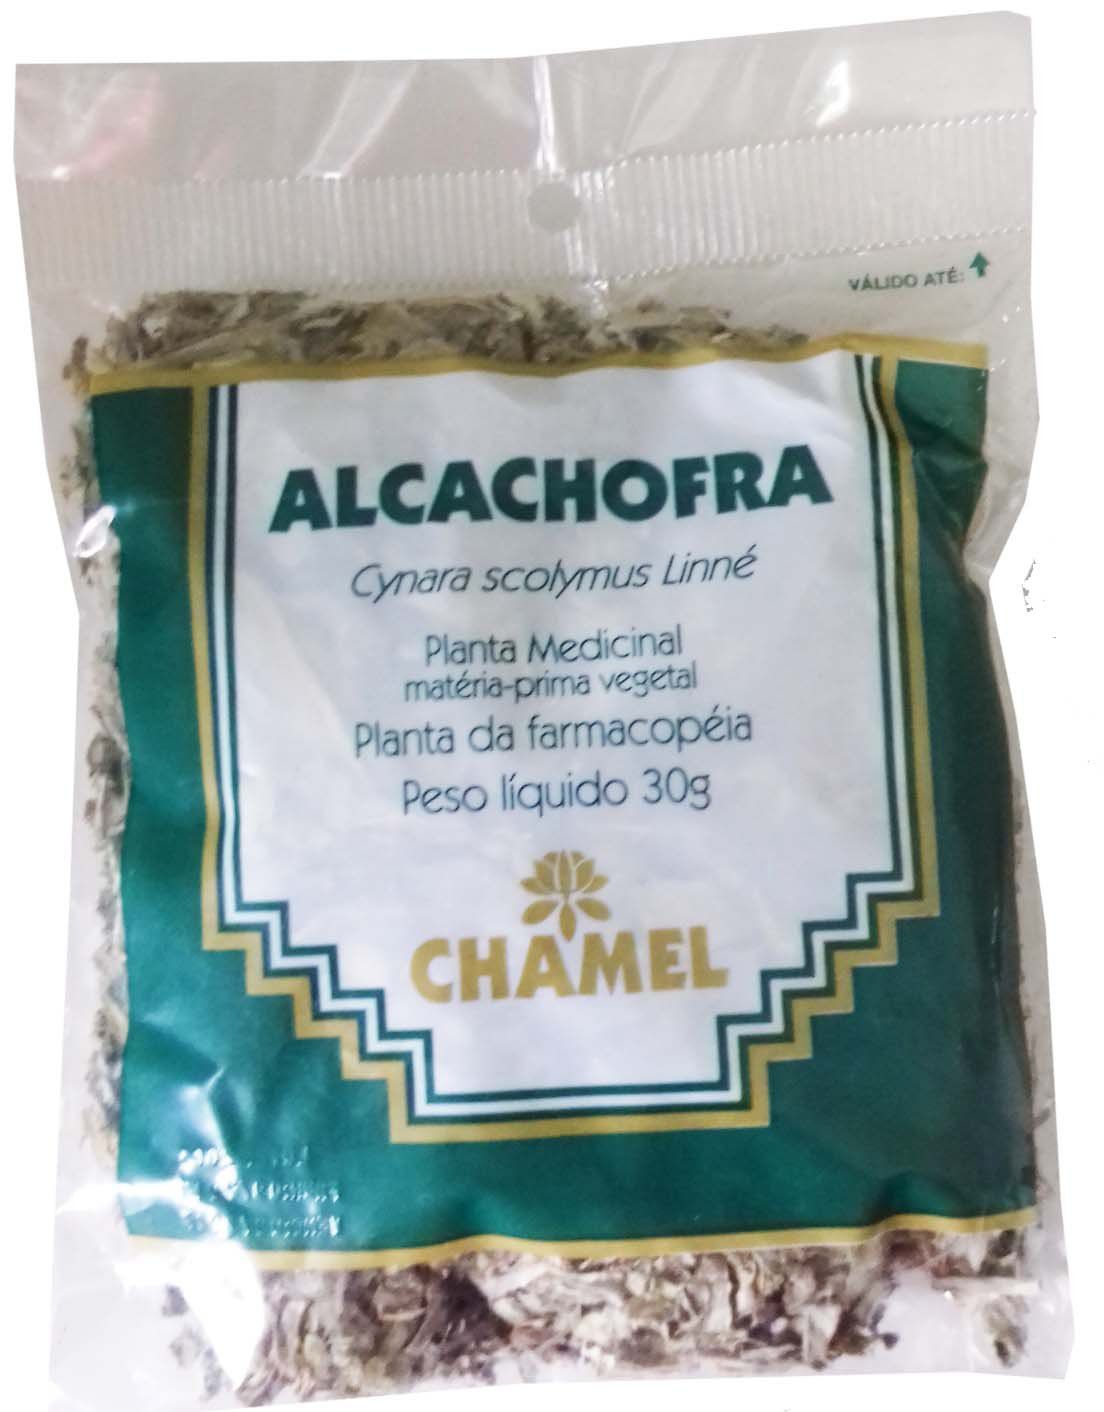 VÁLIDO ATÉ:
ALCACHOFRA
Cynara scolymus Linné
Planta Medicinal
matéria-prima vegetal
Planta da farmacopéia
Peso líquido 30g
CHAMEL